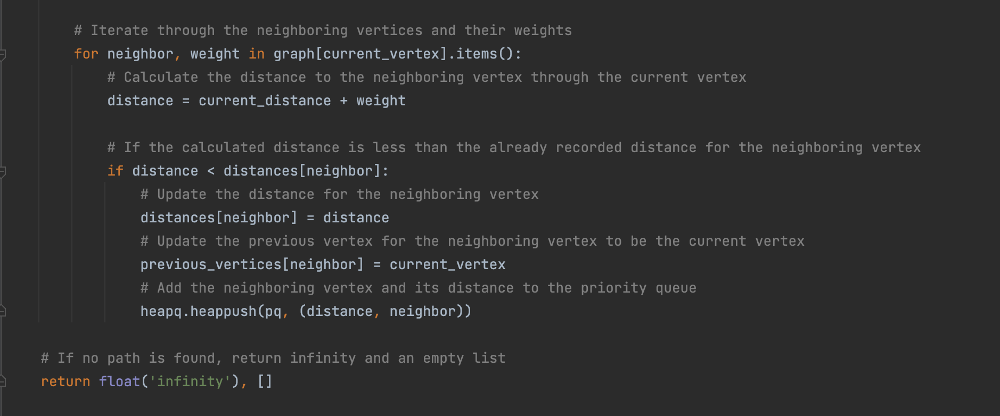 # Iterate through the neighboring vertices and their weights
for neighbor, weight in graph[current_vertex].items():
# Calculate the distance to the neighboring vertex through the current vertex
distance = current_distance + weight
# If the calculated distance is less than the already recorded distance for the neighboring vertex
if distance < distances[neighbor]:
# Update the distance for the neighboring vertex
distances[neighbor] = distance
# Update the previous vertex for the neighboring vertex to be the current vertex
previous_vertices[neighbor] = current_vertex
# Add the neighboring vertex and its distance to the priority queue
heapq.heappush(pq, (distance, neighbor))
# If no path is found, return infinity and an empty list
return float('infinity'), []